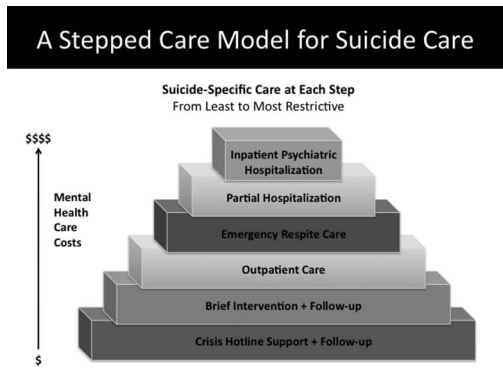 A Stepped Care Model for Suicide Care
Suicide-Specific Care at Each Step
From Least to Most Restrictive
$$$$
Mental
Health
Care
Costs
$
Inpatient Psychiatric
Hospitalization
Partial Hospitalization
Emergency Respite Care
Outpatient Care
Brief Intervention + Follow-up
Crisis Hotline Support + Follow-up